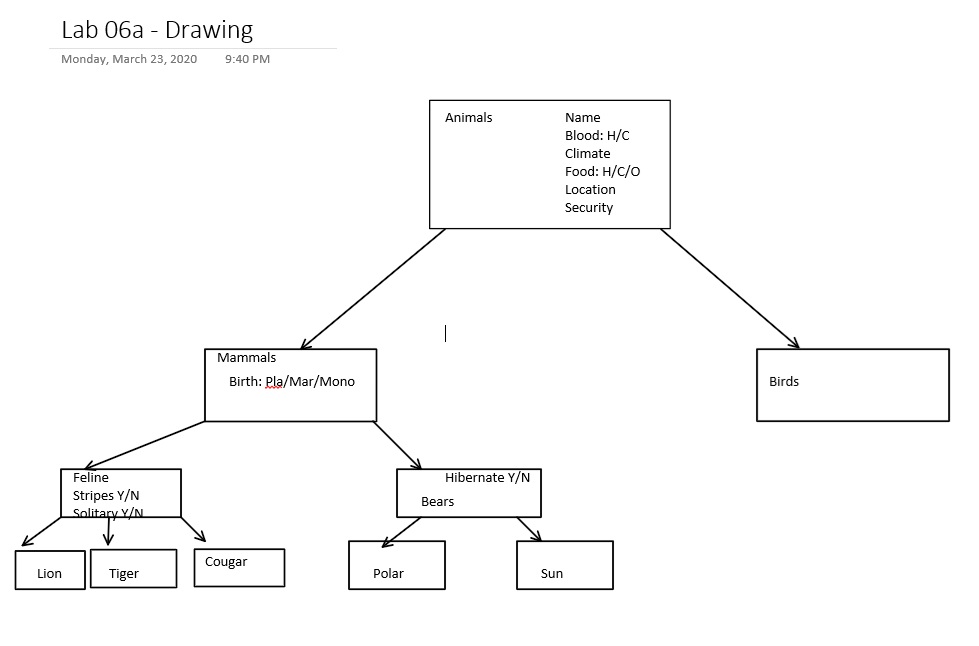 Lab 06a - Drawing
Monday, March 23, 2020 9:40 PM
Animals
Name
Blood: H/C
Climate
Food: H/C/O
Location
Security
Mammals
Birth: Pla/Mar/Mono
Birds
Feline
Stripes Y/N
Solitary Y/N
Hibernate Y/N
Bears
Lion
Tiger
Cougar
Polar
Sun